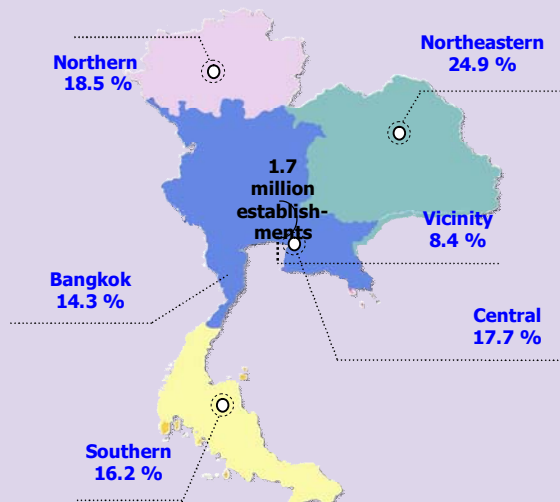 Northern
18.5 %
Northeastern
24.9 %
1.7
million
establish-
ments
Vicinity
8.4 %
Bangkok
14.3 %
Central
17.7 %
Southern
16.2 %